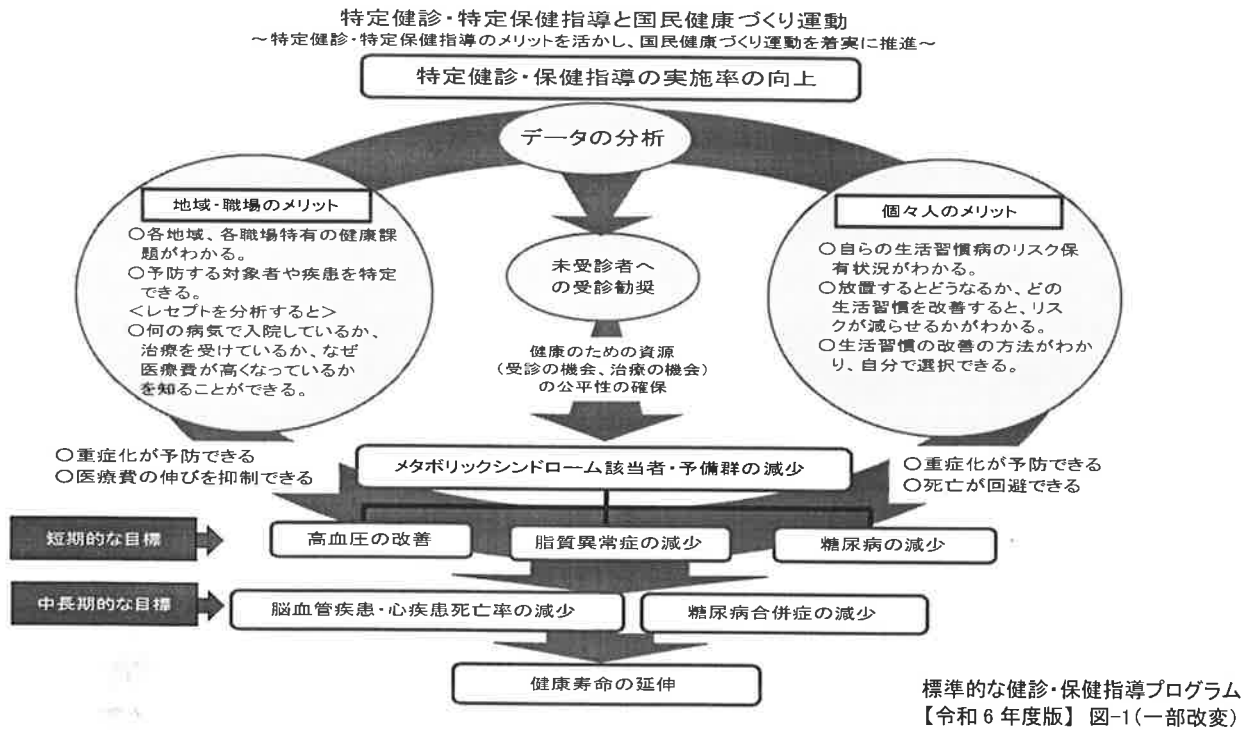 特定健診・特定保健指導と国民健康づくり運動
～特定健診・特定保健指導のメリットを活かし、国民健康づくり運動を着実に推進～
特定健診・保健指導の実施率の向上
データの分析
地域・職場のメリット
○各地域、各職場特有の健康課
題がわかる。
○予防する対象者や疾患を特定
できる。
＜レセプトを分析すると＞
○何の病気で入院しているか、
治療を受けているか、なぜ
医療費が高くなっているか
を知ることができる。
未受診者へ
の受診勧奨
健康のための資源
(受診の機会、治療の機会)
の公平性の確保
個々人のメリット
○自らの生活習慣病のリスク保
有状況がわかる。
○放置するとどうなるか、どの
生活習慣を改善すると、リス
クが減らせるかがわかる。
○生活習慣の改善の方法がわか
り、自分で選択できる。
○重症化が予防できる
○医療費の伸びを抑制できる
メタボリックシンドローム該当者・予備群の減少
○重症化が予防できる
○死亡が回避できる
短期的な目標
高血圧の改善
脂質異常症の減少
糖尿病の減少
中長期的な目標
脳血管疾患・心疾患死亡率の減少
糖尿病合併症の減少
健康寿命の延伸
標準的な健診・保健指導プログラム
【令和6年度版】 図-1(一部改変)